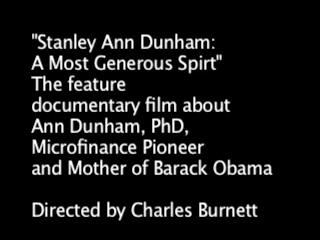 "Stanley Ann Dunham:
A Most Generous Spirt"
The feature
documentary film about
Ann Dunham, PhD,
Microfinance Pioneer
and Mother of Barack Obama
Directed by Charles Burnett